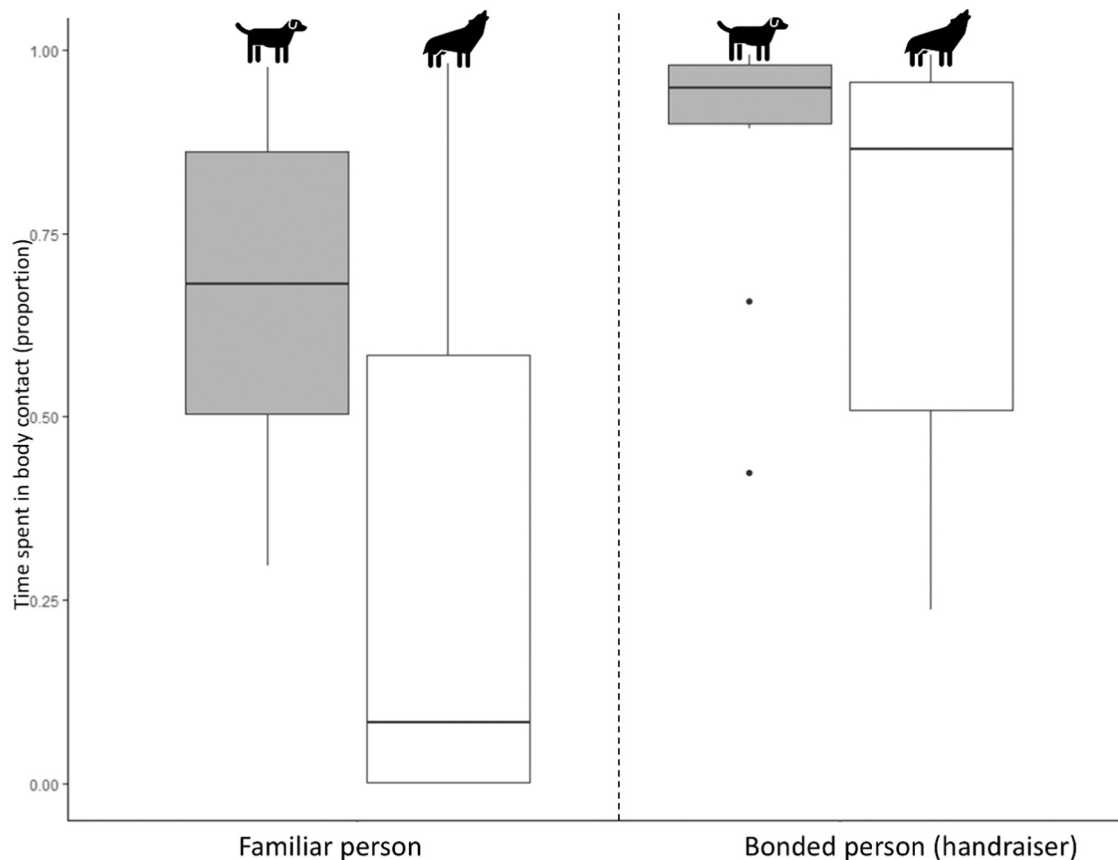 Time spent in body contact (proportion)
1.00
0.75
0.50
0.25
0.00
Familiar person
Bonded person (handraiser)